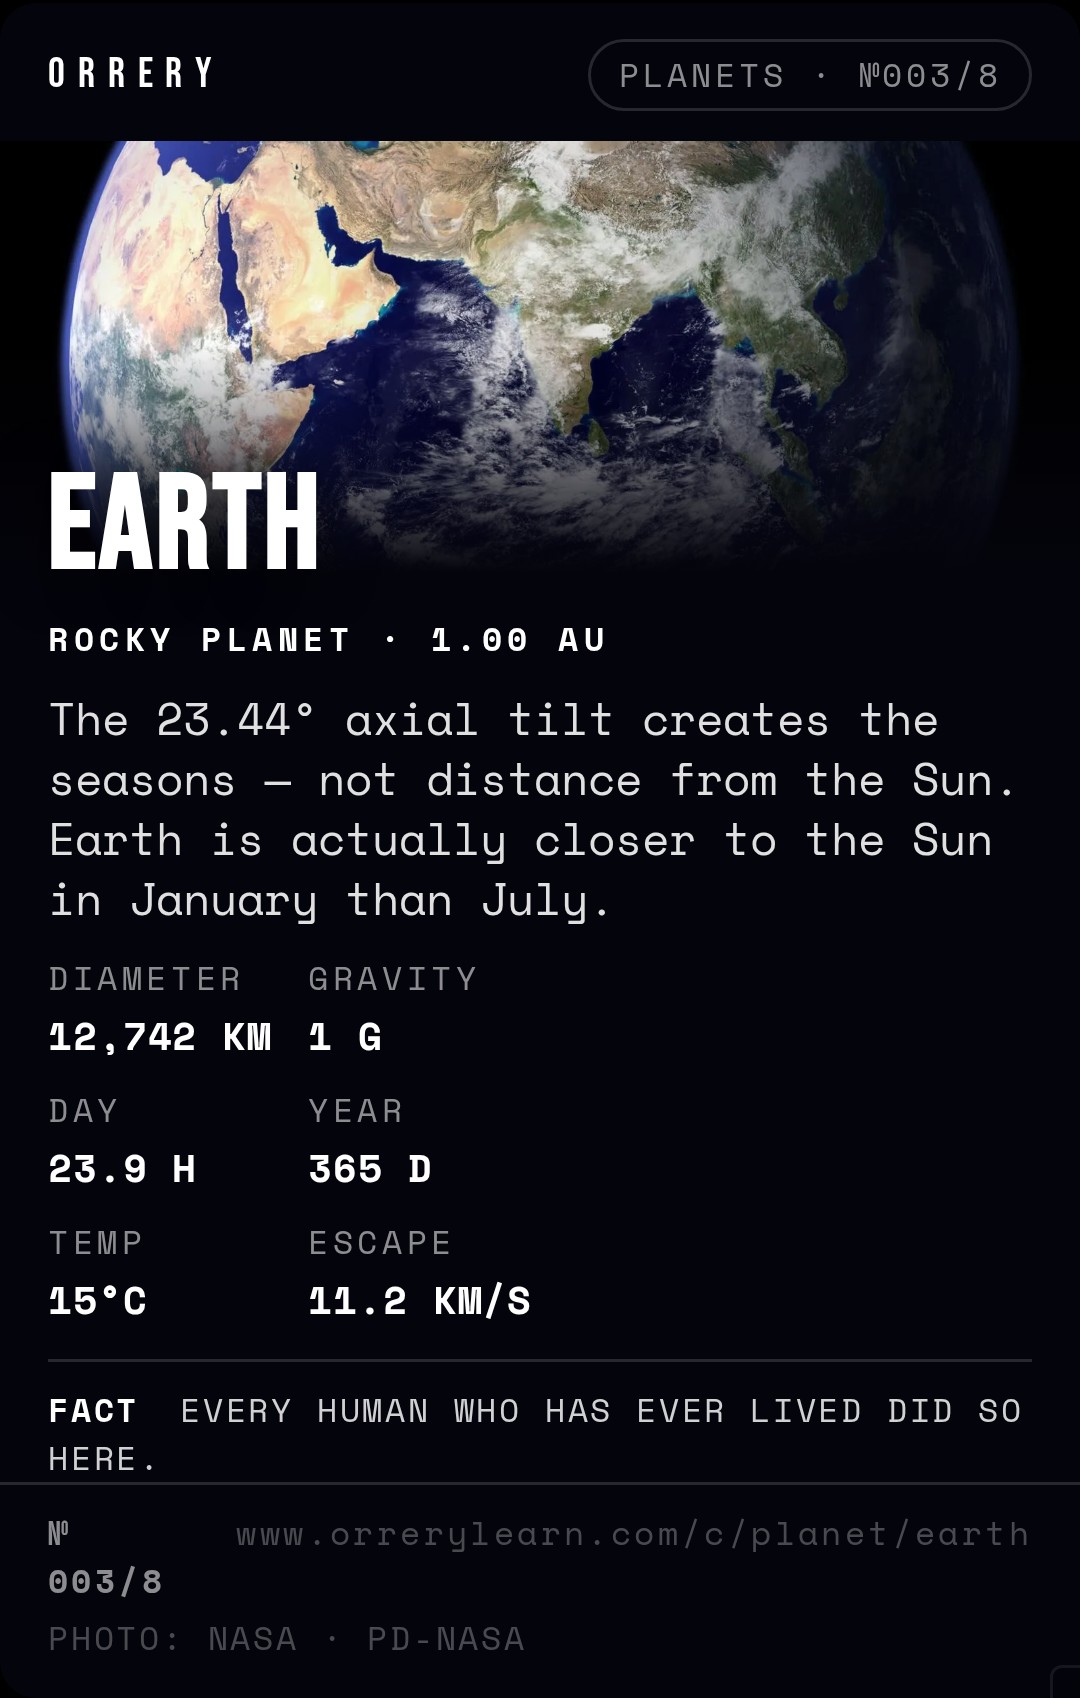 ORRERY
PLANETS · №003/8
EARTH
ROCKY PLANET · 1.00 AU
The 23.44° axial tilt creates the
seasons — not distance from the Sun.
Earth is actually closer to the Sun
in January than July.
DIAMETER GRAVITY
12,742 KM 1 G
DAY YEAR
23.9 H 365 D
TEMP ESCAPE
15°C 11.2 KM/S
FACT EVERY HUMAN WHO HAS EVER LIVED DID SO
HERE.
№ www.orrerylearn.com/c/planet/earth
003/8
PHOTO: NASA · PD-NASA